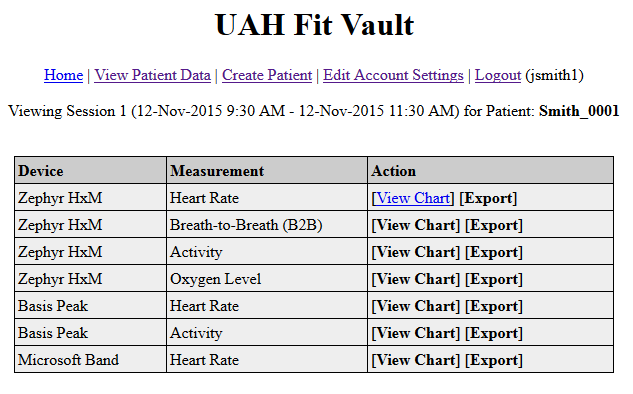 UAH Fit Vault
Home | View Patient Data | Create Patient | Edit Account Settings | Logout (jsmith1)
Viewing Session 1 (12-Nov-2015 9:30 AM - 12-Nov-2015 11:30 AM) for Patient: Smith_0001
Device Measurement Action
Zephyr HxM Heart Rate [View Chart] [Export]
Zephyr HxM Breath-to-Breath (B2B) [View Chart] [Export]
Zephyr HxM Activity [View Chart] [Export]
Zephyr HxM Oxygen Level [View Chart] [Export]
Basis Peak Heart Rate [View Chart] [Export]
Basis Peak Activity [View Chart] [Export]
Microsoft Band Heart Rate [View Chart] [Export]